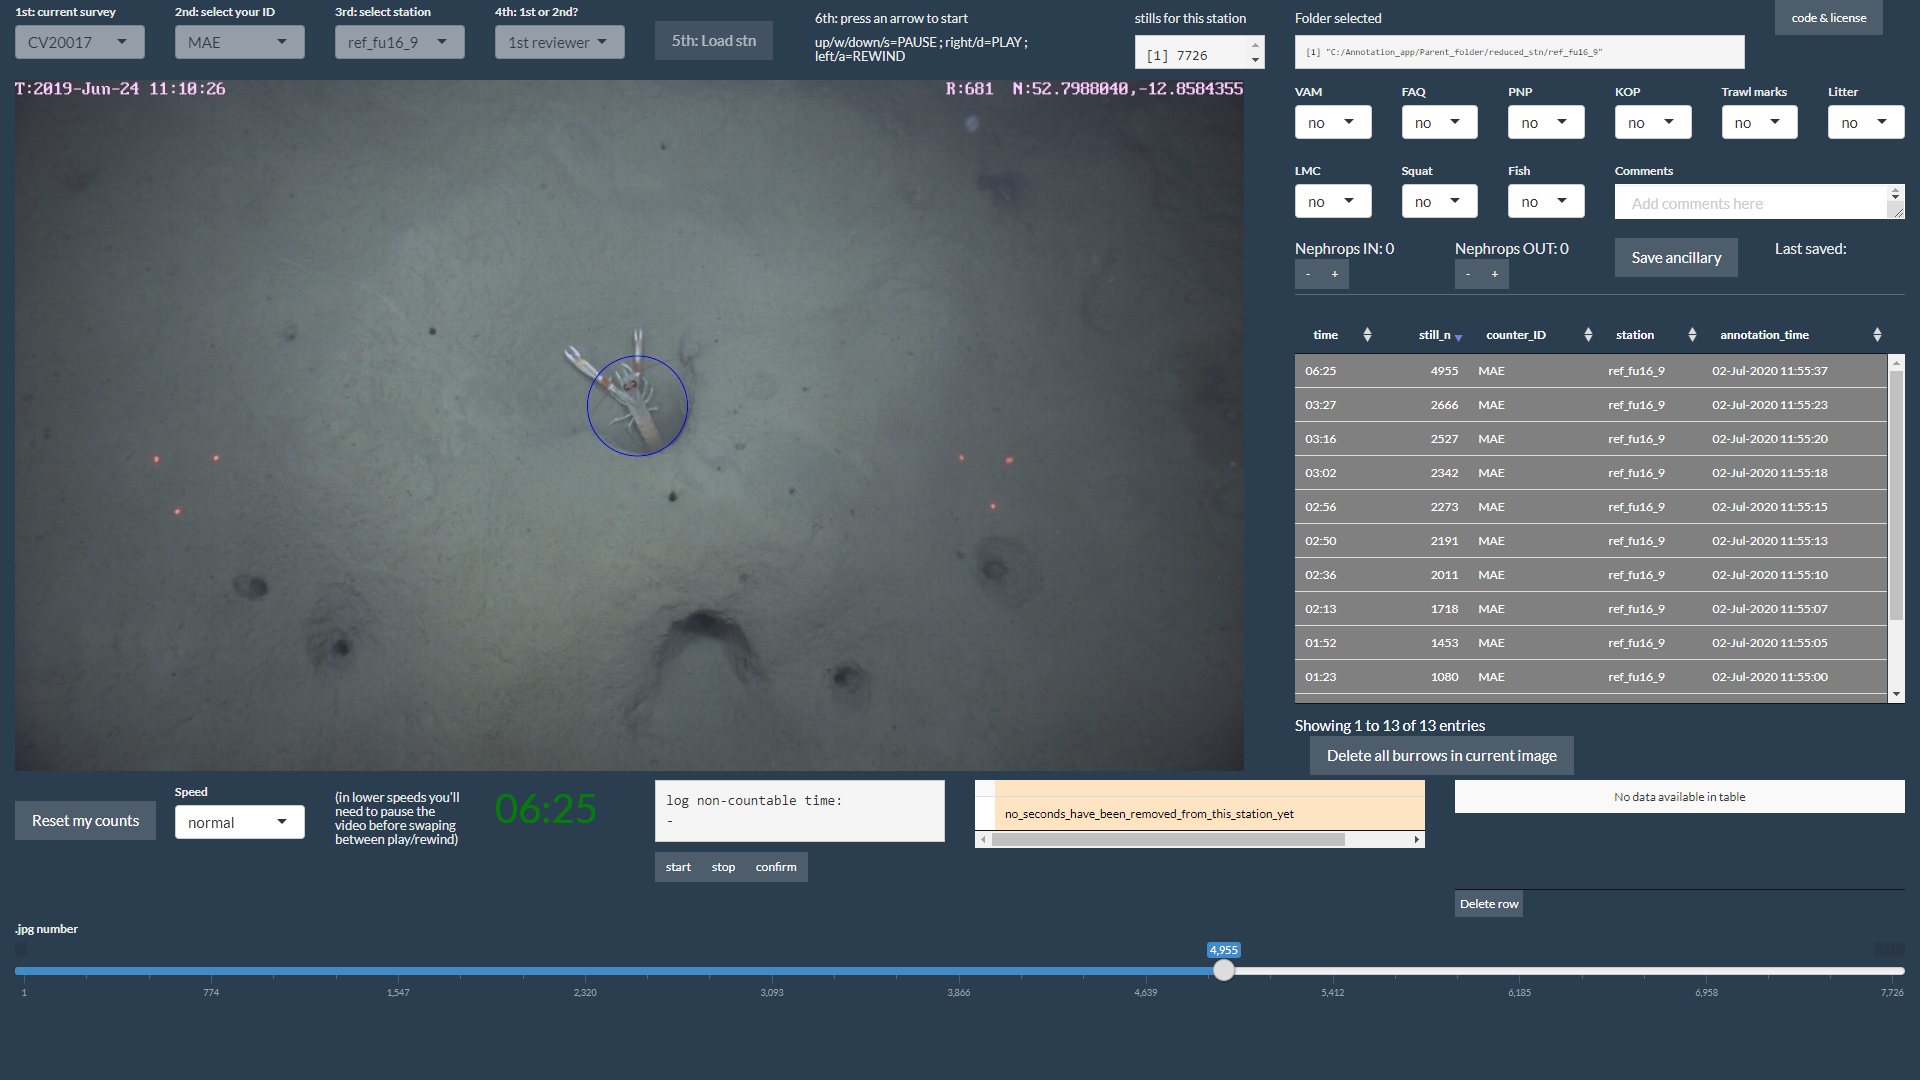 1st: current survey
2nd: select your ID
3rd: select station
4th: 1st or 2nd?
CV20017
MAE
ref_fu16_9
1st reviewer
5th: Load stn
6th: press an arrow to start
up/w/down/s=PAUSE ; right/d=PLAY ;
left/a=REWIND
stills for this station
[1] 7726
Folder selected
[1] "C:/Annotation_app/Parent_folder/reduced_stn/ref_fu16_9"
code & license
T:2019-Jun-24 11:10:26
R:681 N:52.7988040,-12.8584355
VAM
FAQ
PNP
KOP
Trawl marks
Litter
no
no
no
no
no
no
LMC
Squat
Fish
Comments
no
no
no
Add comments here
Nephrops IN: 0
Nephrops OUT: 0
Save ancillary
Last saved:
- +
- +
time still_n counter_ID station annotation_time
06:25 4955 MAE ref_fu16_9 02-Jul-2020 11:55:37
03:27 2666 MAE ref_fu16_9 02-Jul-2020 11:55:23
03:16 2527 MAE ref_fu16_9 02-Jul-2020 11:55:20
03:02 2342 MAE ref_fu16_9 02-Jul-2020 11:55:18
02:56 2273 MAE ref_fu16_9 02-Jul-2020 11:55:15
02:50 2191 MAE ref_fu16_9 02-Jul-2020 11:55:13
02:36 2011 MAE ref_fu16_9 02-Jul-2020 11:55:10
02:13 1718 MAE ref_fu16_9 02-Jul-2020 11:55:07
01:52 1453 MAE ref_fu16_9 02-Jul-2020 11:55:05
01:23 1080 MAE ref_fu16_9 02-Jul-2020 11:55:00
Showing 1 to 13 of 13 entries
Delete all burrows in current image
Reset my counts
Speed
normal
(in lower speeds you'll
need to pause the
video before swaping
between play/rewind)
06:25
log non-countable time:
-
start stop confirm
no_seconds_have_been_removed_from_this_station_yet
No data available in table
Delete row
.jpg number
4,955
1 774 1,547 2,320 3,093 3,866 4,639 5,412 6,185 6,958 7,726